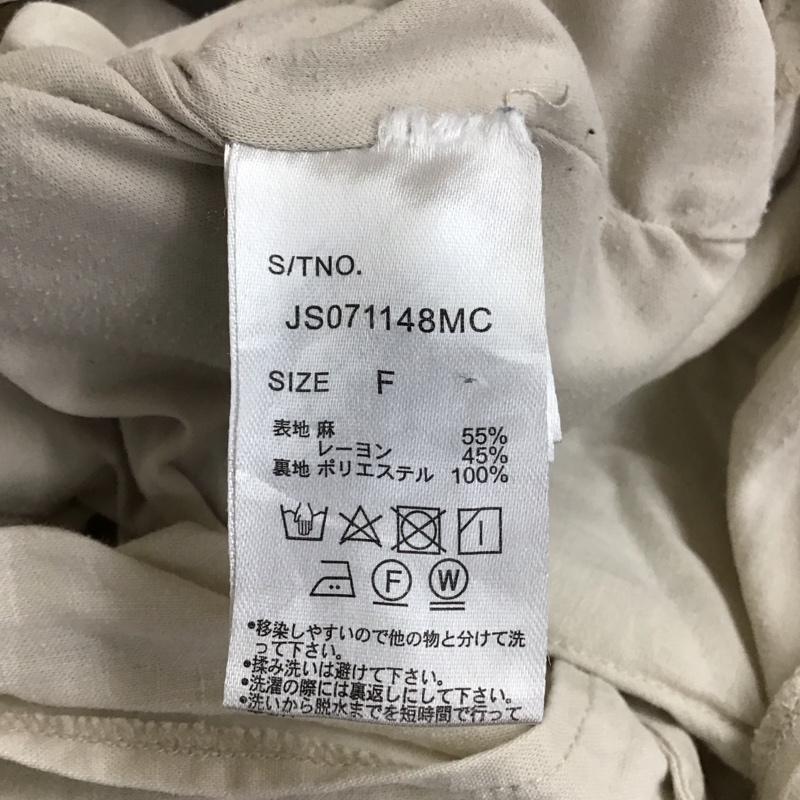 S/TNO.
JS071148MC
SIZE F
表地 麻 55%
レーヨン 45%
裏地 ポリエステル 100%
F W
•移染しやすいので他の物と分けて洗
って下さい。
•揉み洗いは避けて下さい。
•洗濯の際には裏返しにして下さい。
•洗いから脱水までを短時間で行って